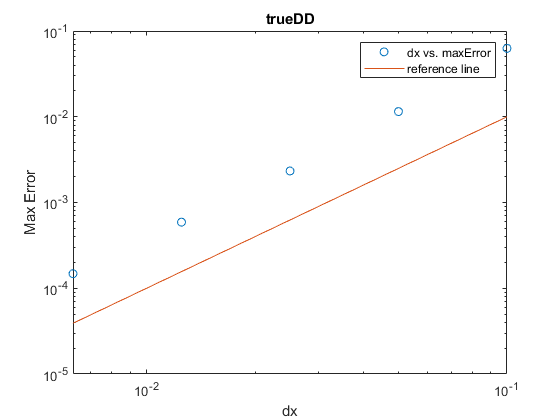 trueDD
10^-1
dx vs. maxError
reference line
10^-2
Max Error
10^-3
10^-4
10^-5
10^-2
10^-1
dx